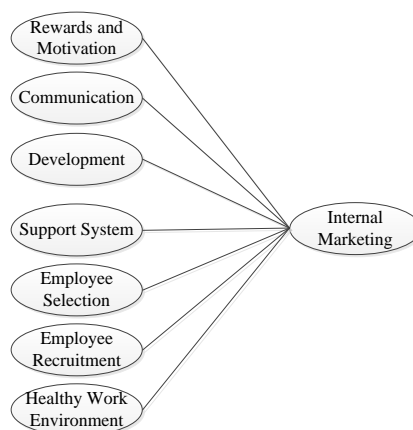 Rewards and
Motivation
Communication
Development
Support System
Employee
Selection
Employee
Recruitment
Healthy Work
Environment
Internal
Marketing